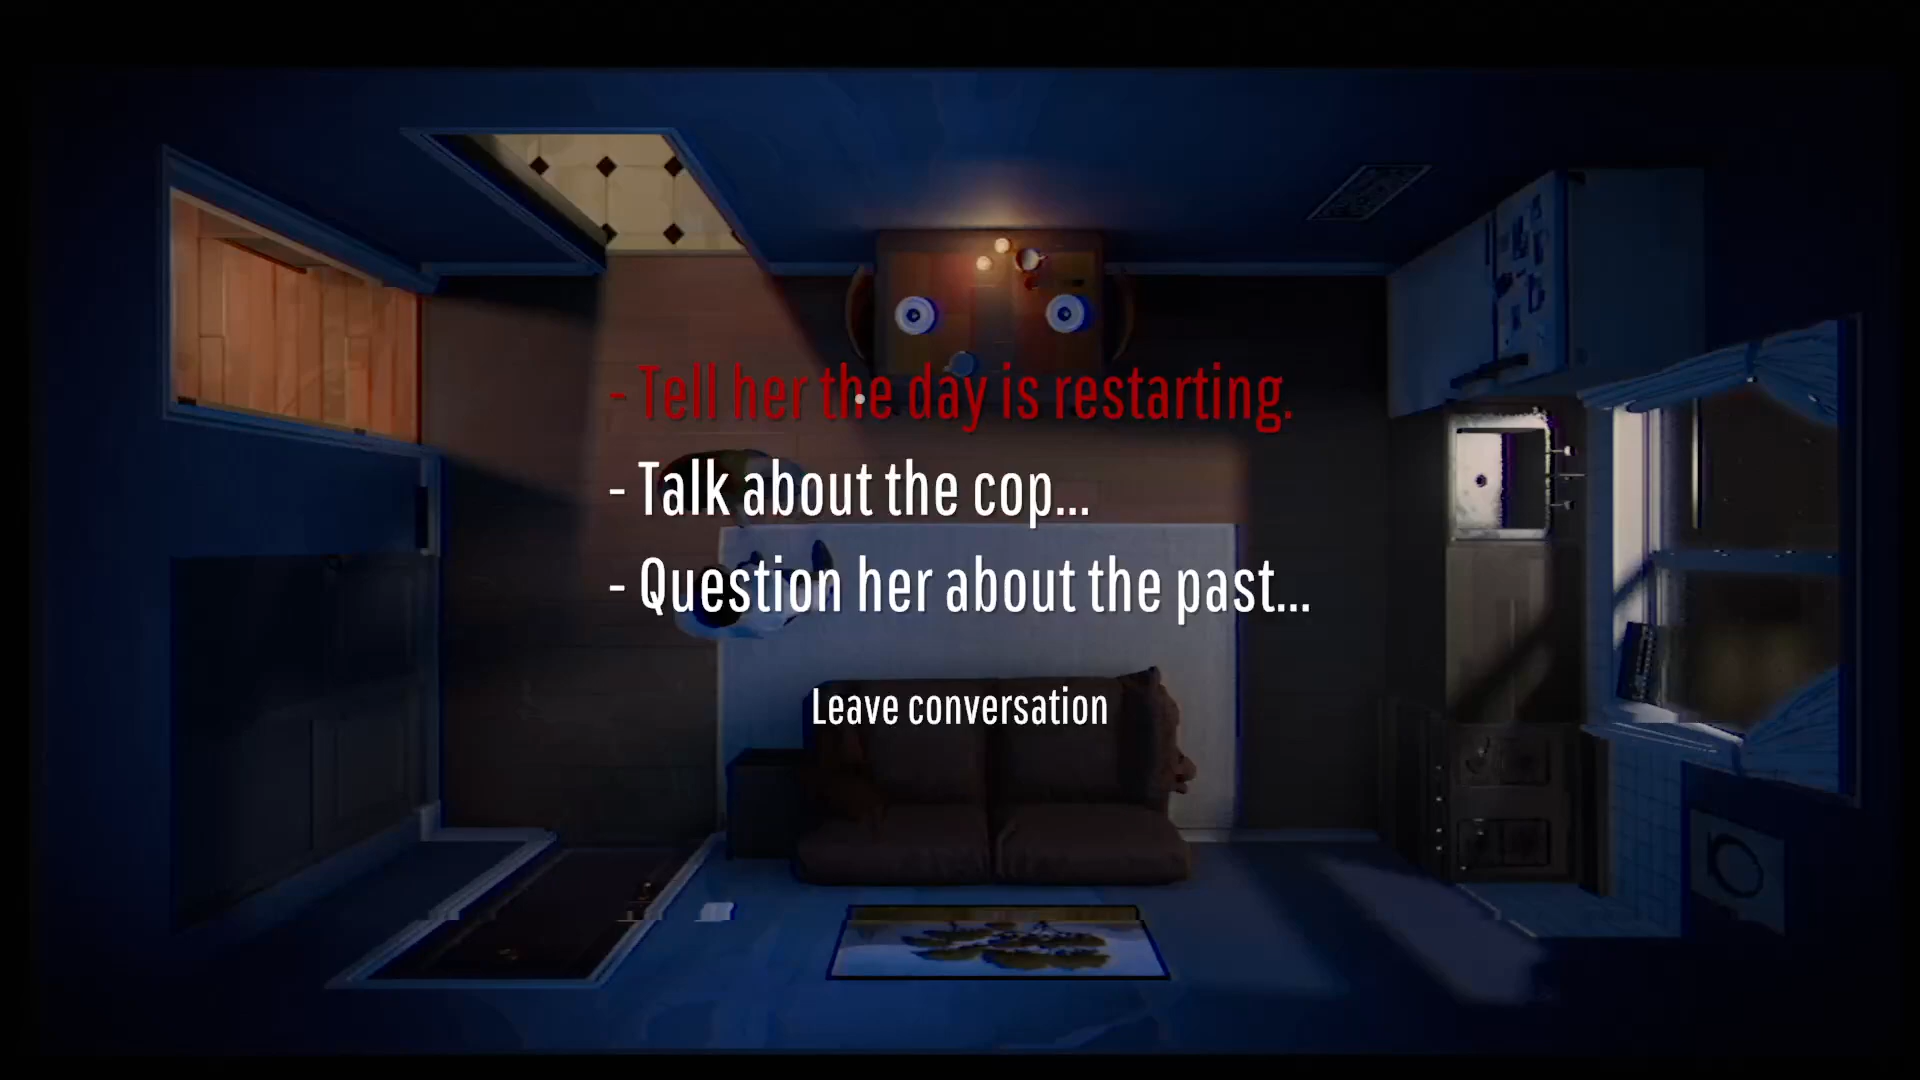 - Tell her the day is restarting.
- Talk about the cop...
- Question her about the past...
Leave conversation